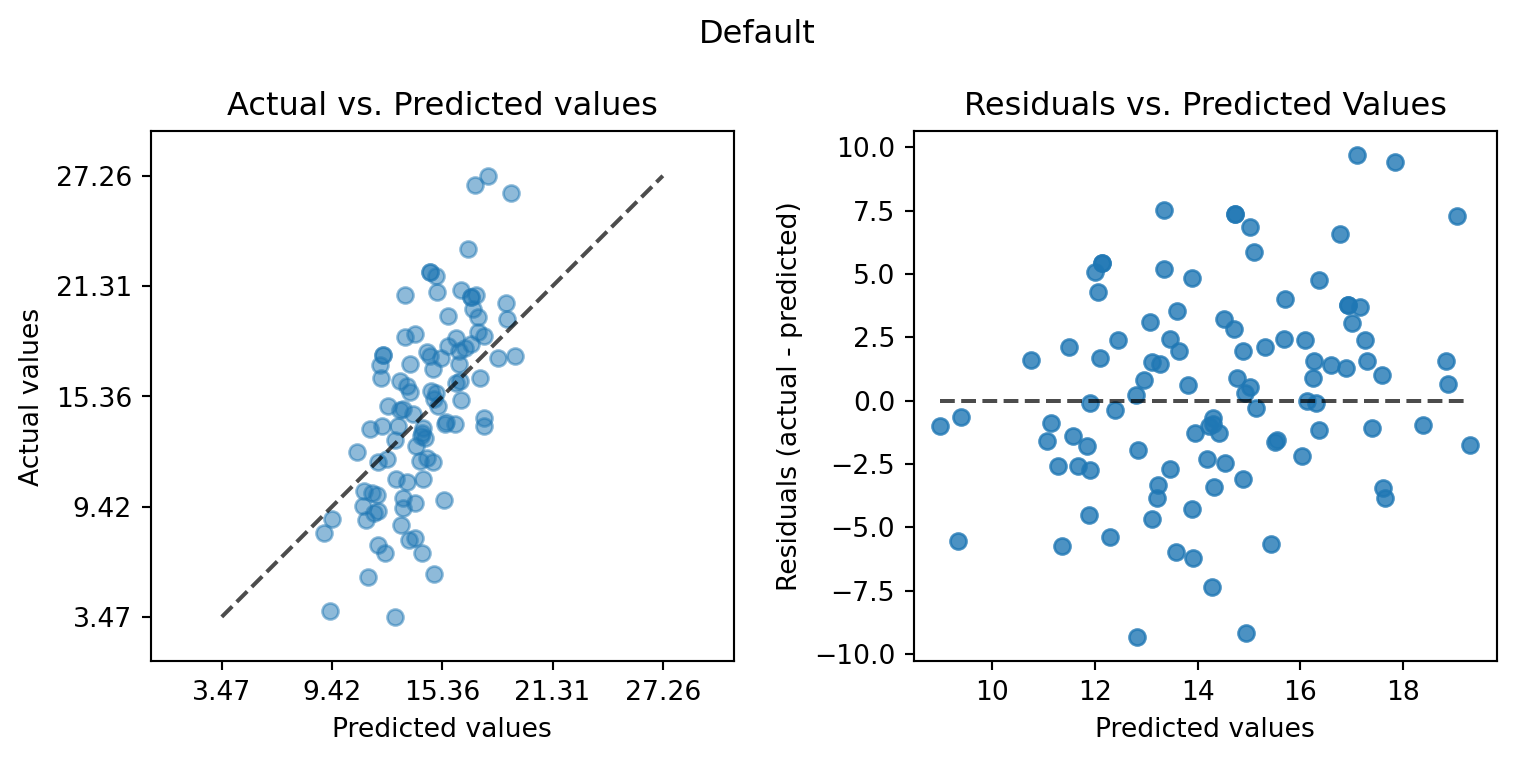 Default
Actual vs. Predicted values
Actual values
27.26
21.31
15.36
9.42
3.47
3.47 9.42 15.36 21.31 27.26
Predicted values
Residuals vs. Predicted Values
Residuals (actual - predicted)
10.0
7.5
5.0
2.5
0.0
−2.5
−5.0
−7.5
−10.0
10 12 14 16 18
Predicted values